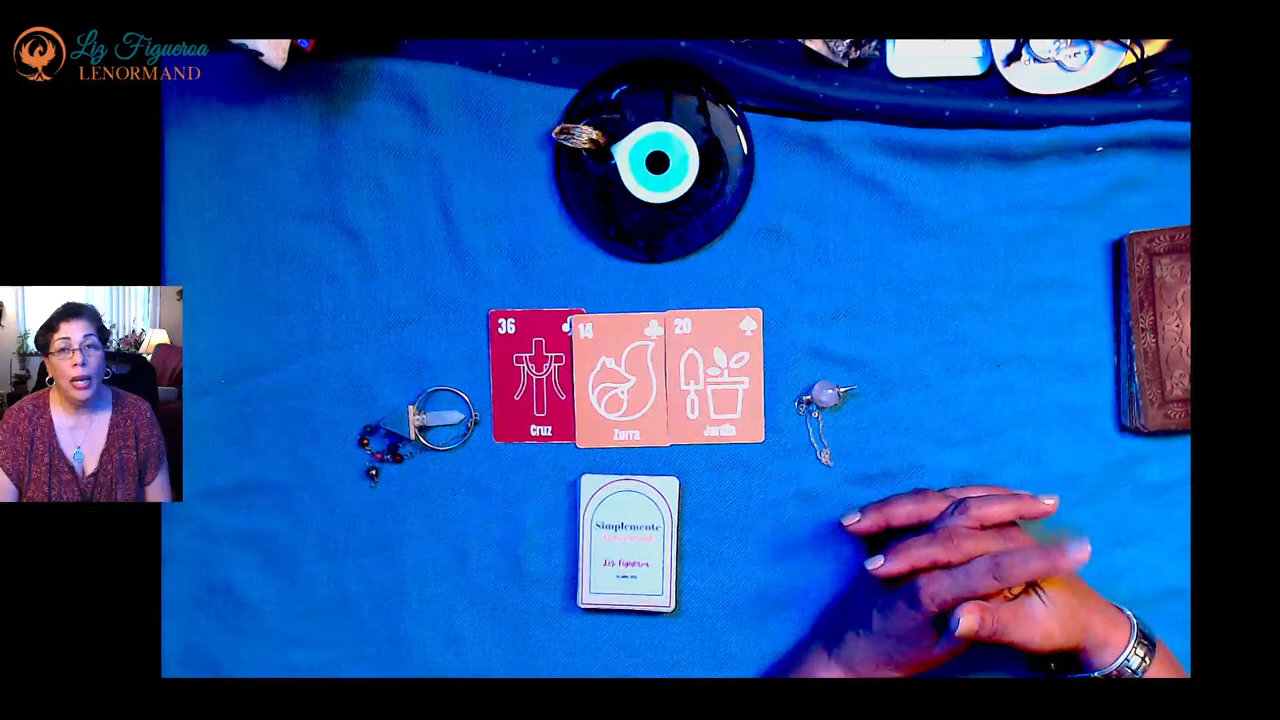 Liz Figueroa
LENORMAND
36
14
20
Cruz
Zorra
Jardín
Simplemente
Liz Figueroa